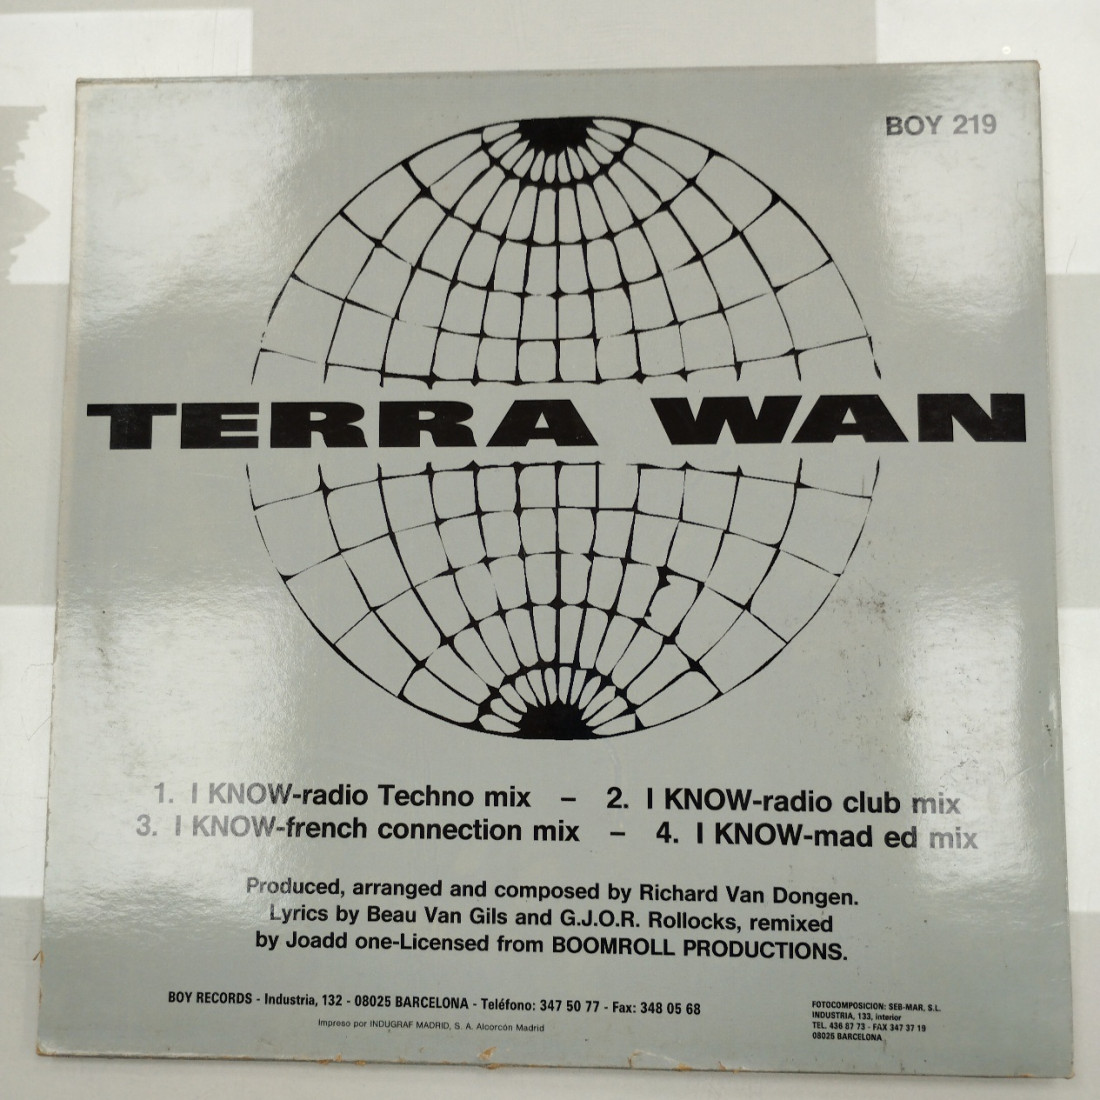 BOY 219
TERRA WAN
1. I KNOW-radio Techno mix – 2. I KNOW-radio club mix
3. I KNOW-french connection mix – 4. I KNOW-mad ed mix
Produced, arranged and composed by Richard Van Dongen.
Lyrics by Beau Van Gils and G.J.O.R. Rollocks, remixed
by Joadd one-Licensed from BOOMROLL PRODUCTIONS.
BOY RECORDS - Industria, 132 - 08025 BARCELONA - Teléfono: 347 50 77 - Fax: 348 05 68
Impreso por INDUGRAF MADRID, S. A. Alcorcón Madrid
FOTOCOMPOSICION: SEB-MAR, S.L.
INDUSTRIA, 133, interior
TEL. 436 87 73 - FAX 347 37 19
08025 BARCELONA